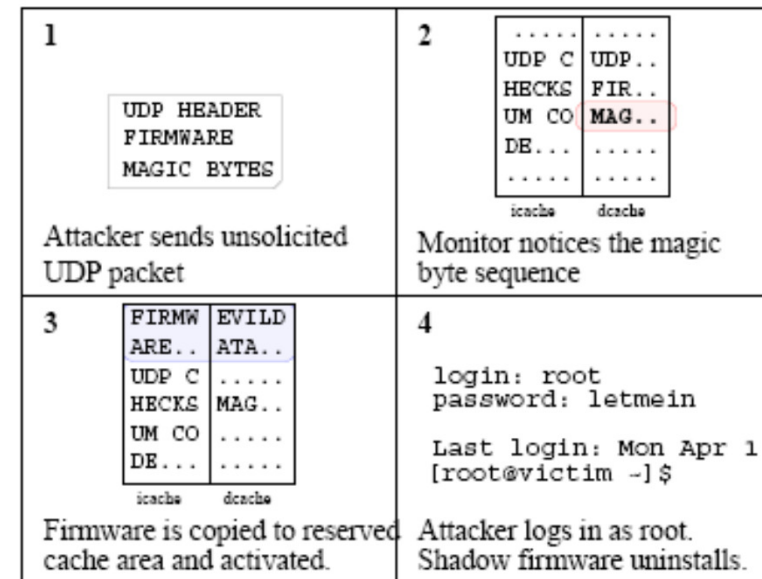 1
UDP HEADER
FIRMWARE
MAGIC BYTES
Attacker sends unsolicited
UDP packet
2
..... .....
UDP C UDP..
HECKS FIR..
UM CO MAG..
DE... .....
..... .....
icache dcache
Monitor notices the magic
byte sequence
3
FIRMW EVILD
ARE.. ATA..
UDP C .....
HECKS MAG..
UM CO .....
DE... .....
icache dcache
Firmware is copied to reserved
cache area and activated.
4
login: root
password: letmein
Last login: Mon Apr 1
[root@victim ~]$
Attacker logs in as root.
Shadow firmware uninstalls.